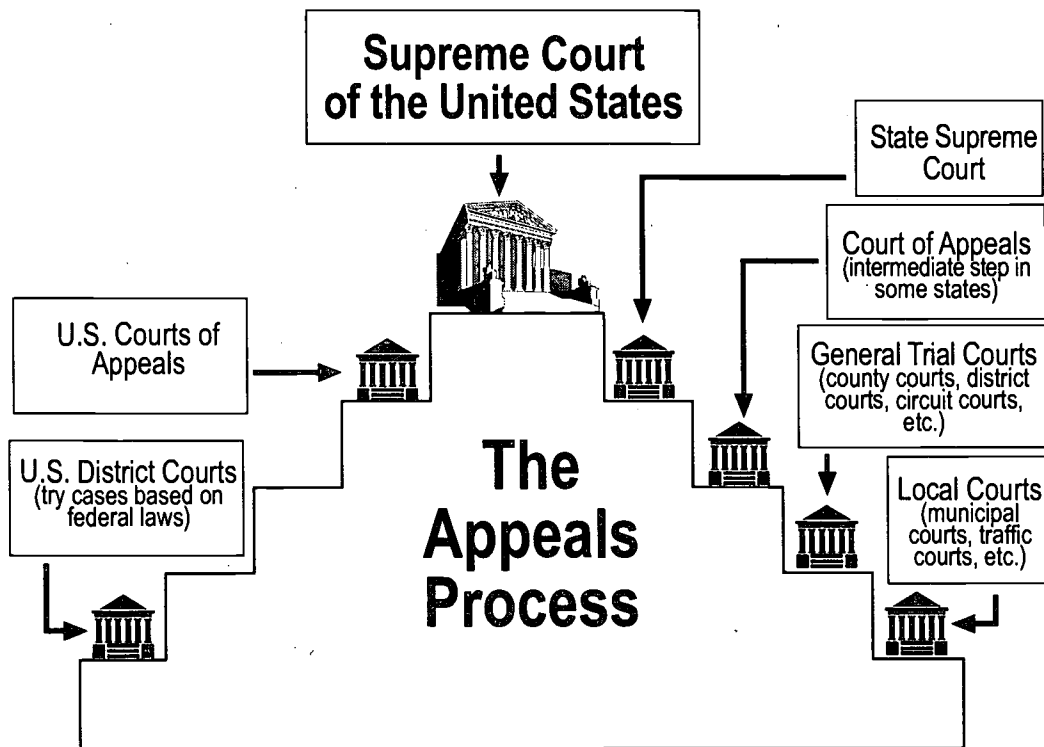 Supreme Court
of the United States
State Supreme
Court
Court of Appeals
(intermediate step in
some states)
U.S. Courts of
Appeals
General Trial Courts
(county courts, district
courts, circuit courts,
etc.)
U.S. District Courts
(try cases based on
federal laws)
Local Courts
(municipal
courts, traffic
courts, etc.)
The
Appeals
Process